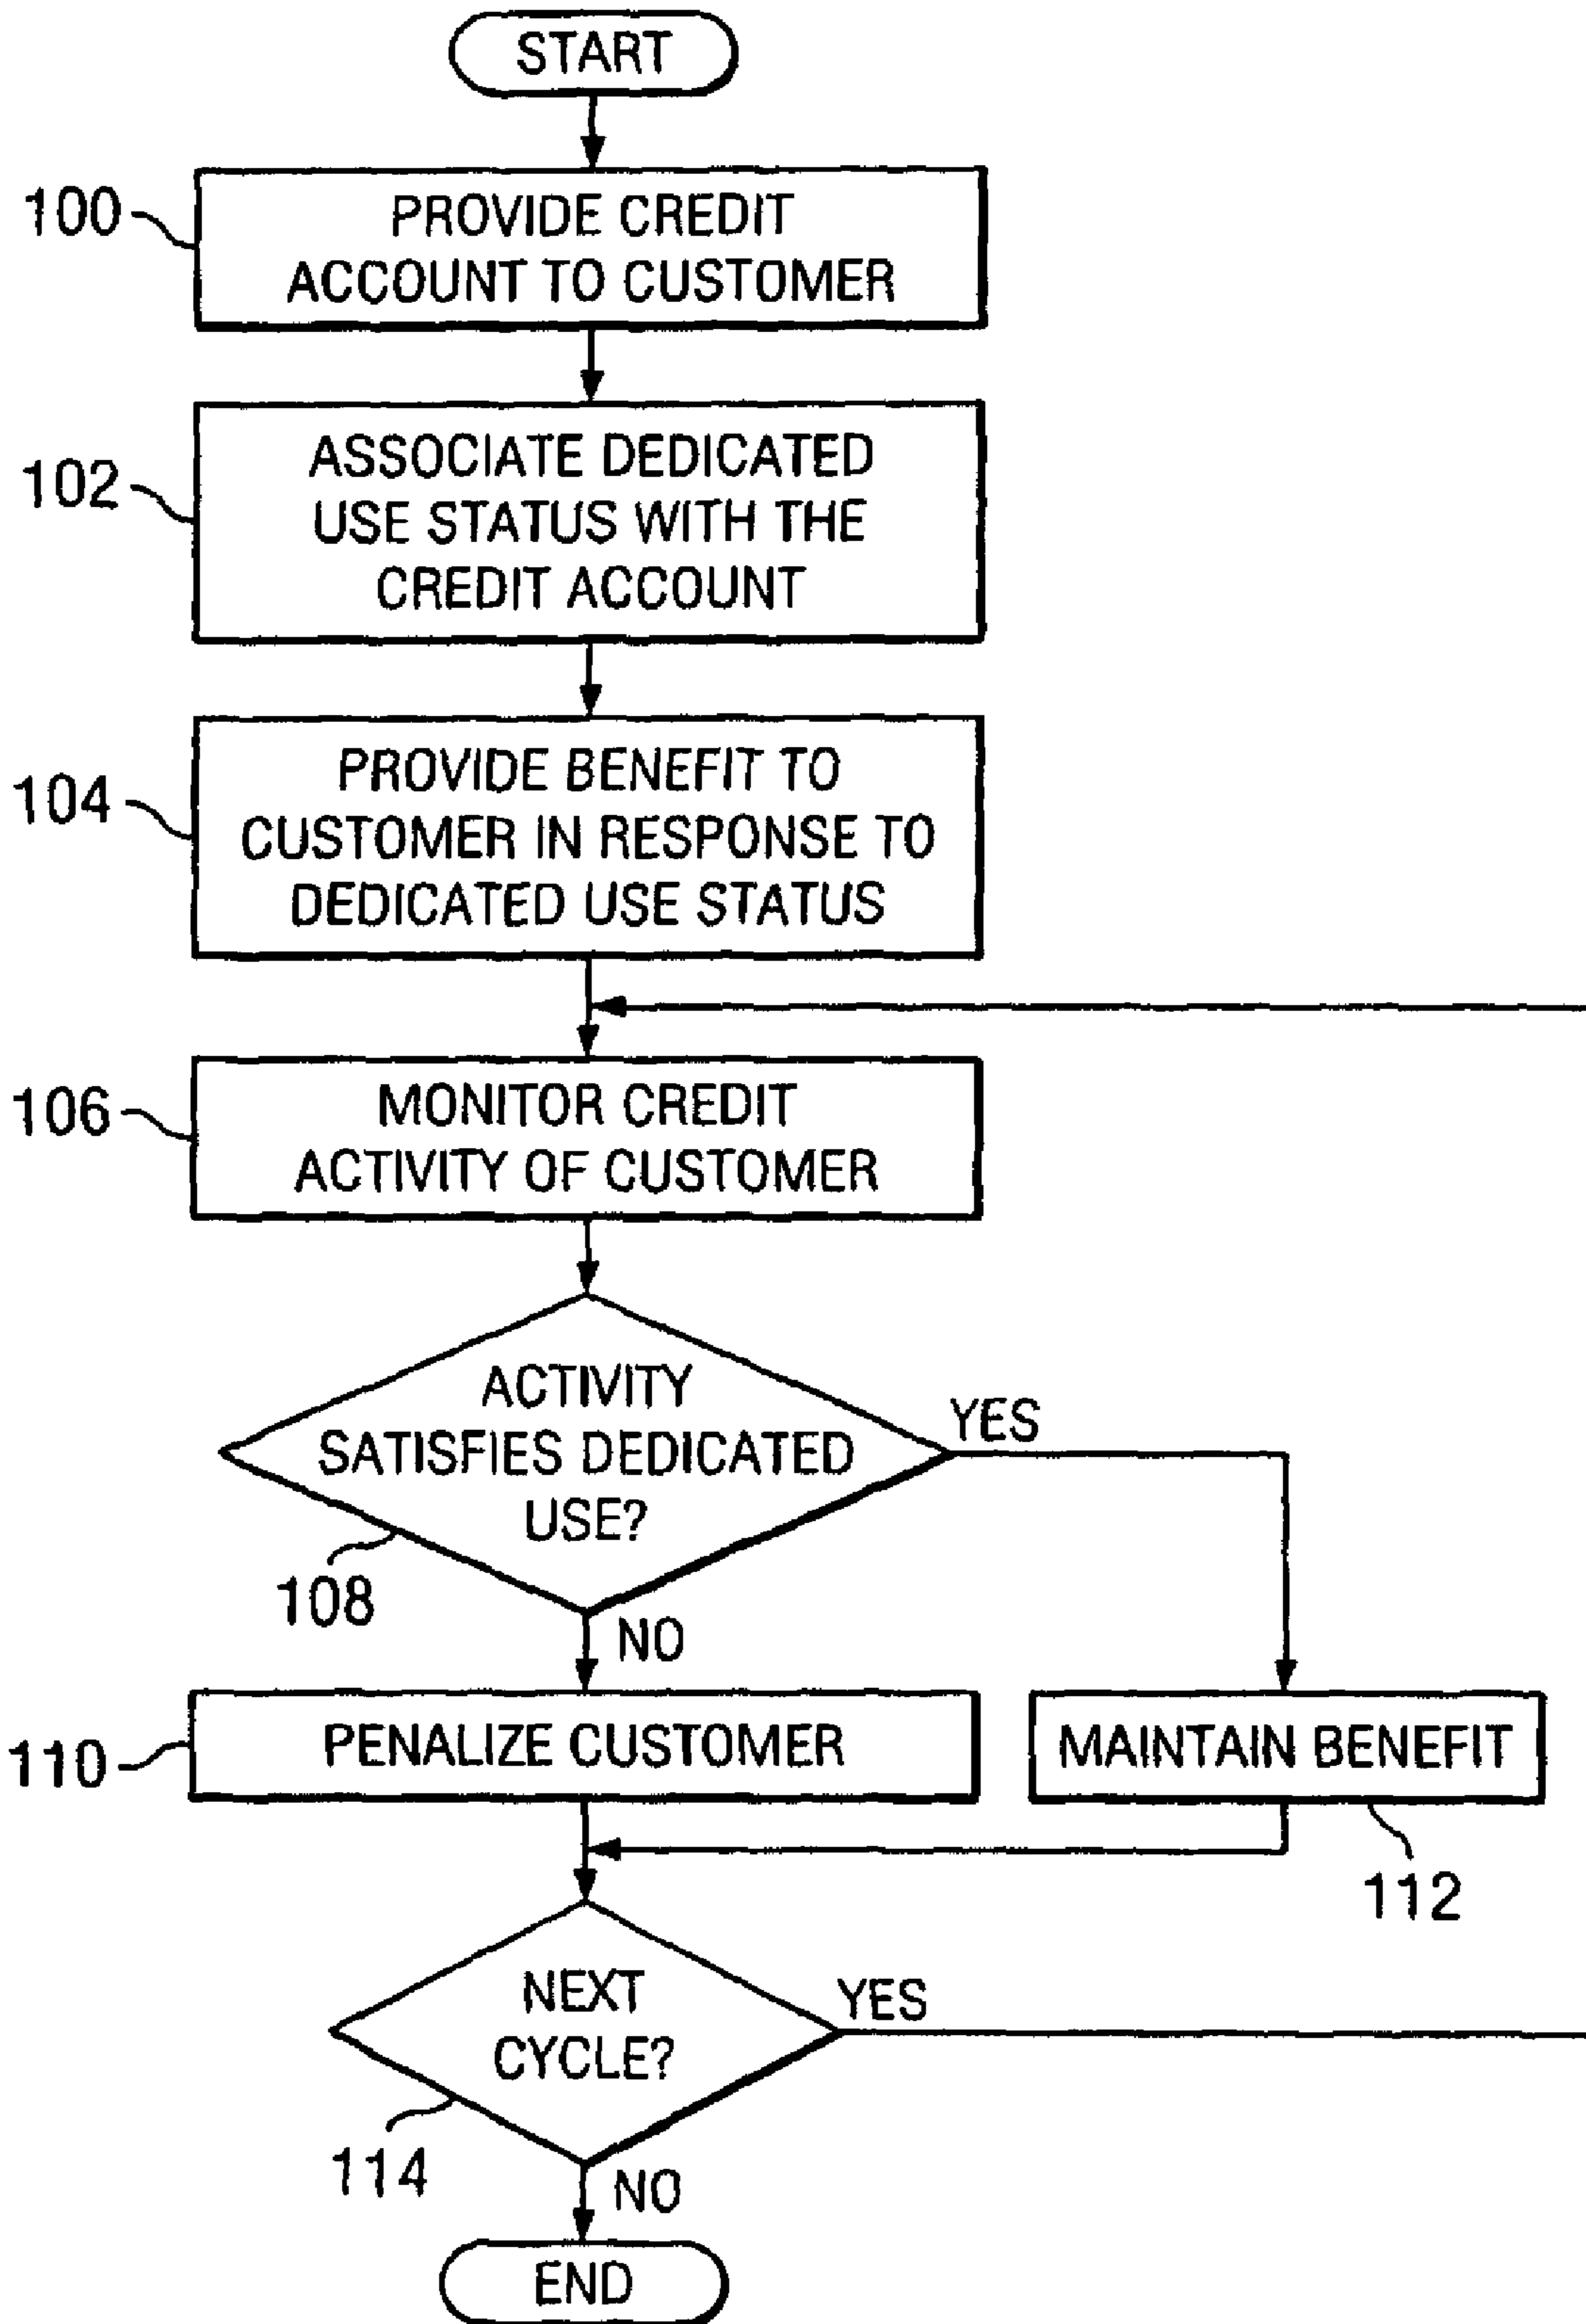 START
100
PROVIDE CREDIT
ACCOUNT TO CUSTOMER
102
ASSOCIATE DEDICATED
USE STATUS WITH THE
CREDIT ACCOUNT
104
PROVIDE BENEFIT TO
CUSTOMER IN RESPONSE TO
DEDICATED USE STATUS
106
MONITOR CREDIT
ACTIVITY OF CUSTOMER
ACTIVITY
SATISFIES DEDICATED
USE?
YES
108
NO
110
PENALIZE CUSTOMER
MAINTAIN BENEFIT
112
NEXT
CYCLE?
YES
114
NO
END